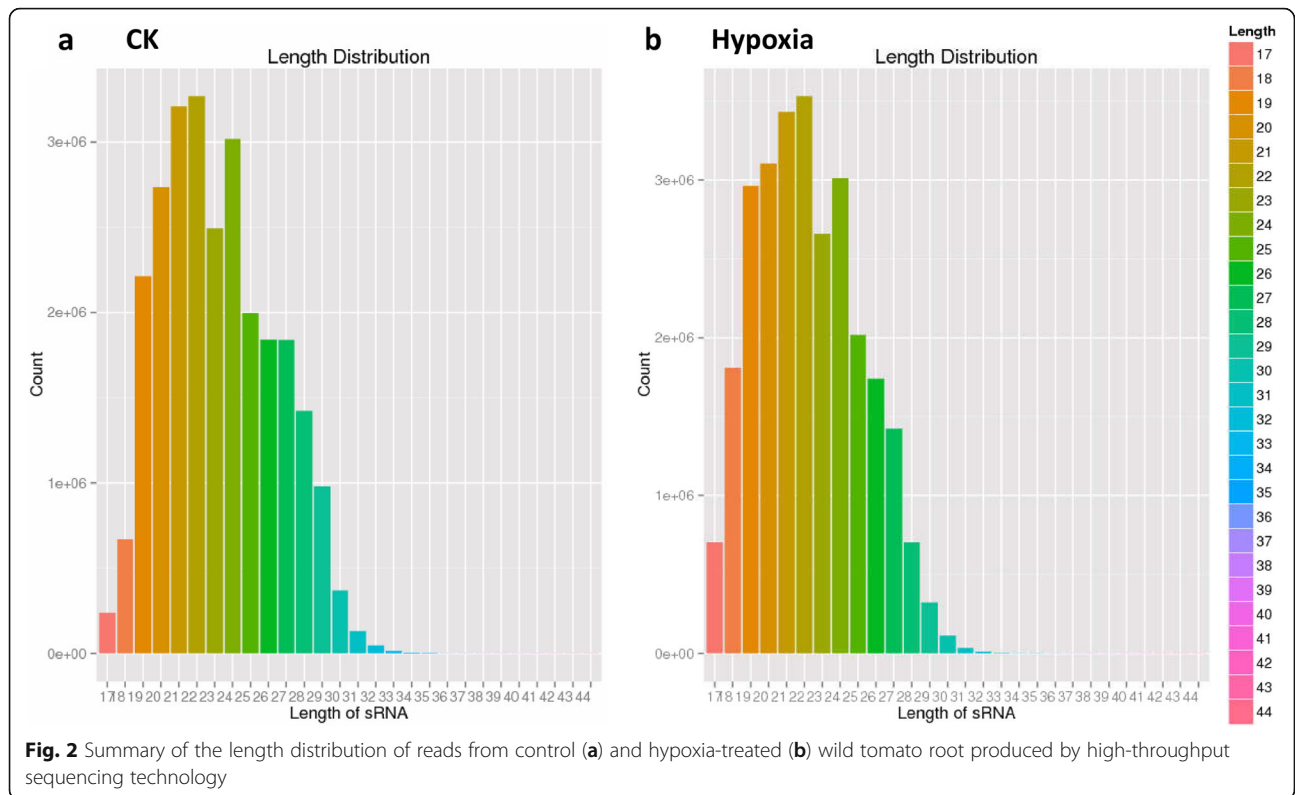 a CK
Length Distribution
3e+06
2e+06
1e+06
0e+00
Count
17 18 19 20 21 22 23 24 25 26 27 28 29 30 31 32 33 34 35 36 37 38 39 40 41 42 43 44
Length of sRNA
b Hypoxia
Length Distribution
3e+06
2e+06
1e+06
0e+00
Count
17 18 19 20 21 22 23 24 25 26 27 28 29 30 31 32 33 34 35 36 37 38 39 40 41 42 43 44
Length of sRNA
Length
17
18
19
20
21
22
23
24
25
26
27
28
29
30
31
32
33
34
35
36
37
38
39
40
41
42
43
44
Fig. 2 Summary of the length distribution of reads from control (a) and hypoxia-treated (b) wild tomato root produced by high-throughput
sequencing technology